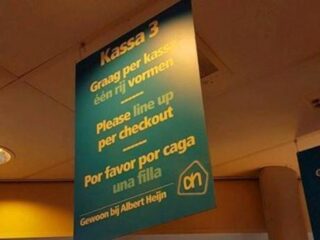 Kassa 3
Graag per kassa
één rij vormen
Please line up
per checkout
Por favor por caga
una filla
Gewoon bij Albert Heijn
ah